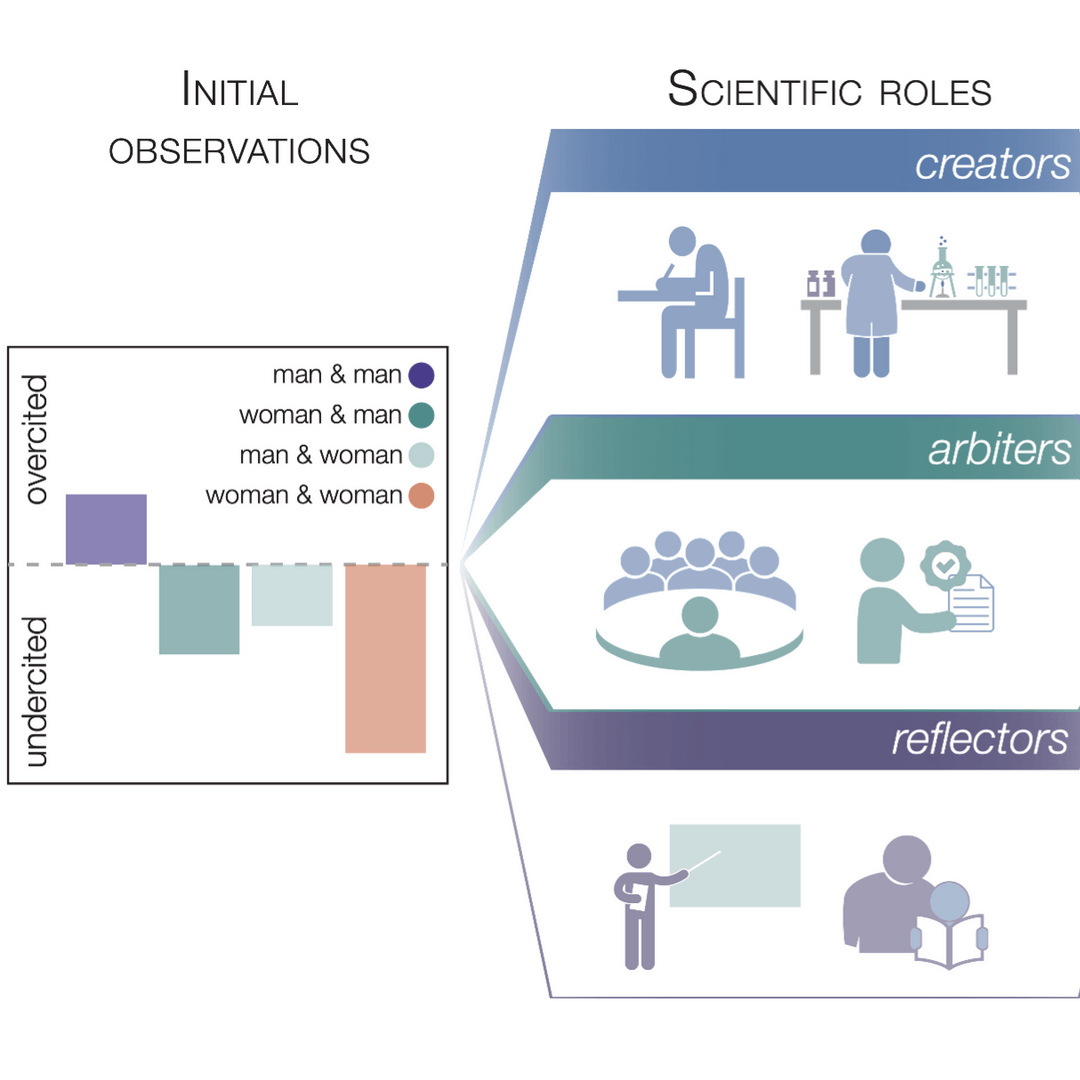 INITIAL
OBSERVATIONS
SCIENTIFIC ROLES
creators
overcited
man & man
woman & man
man & woman
woman & woman
undercited
arbiters
reflectors